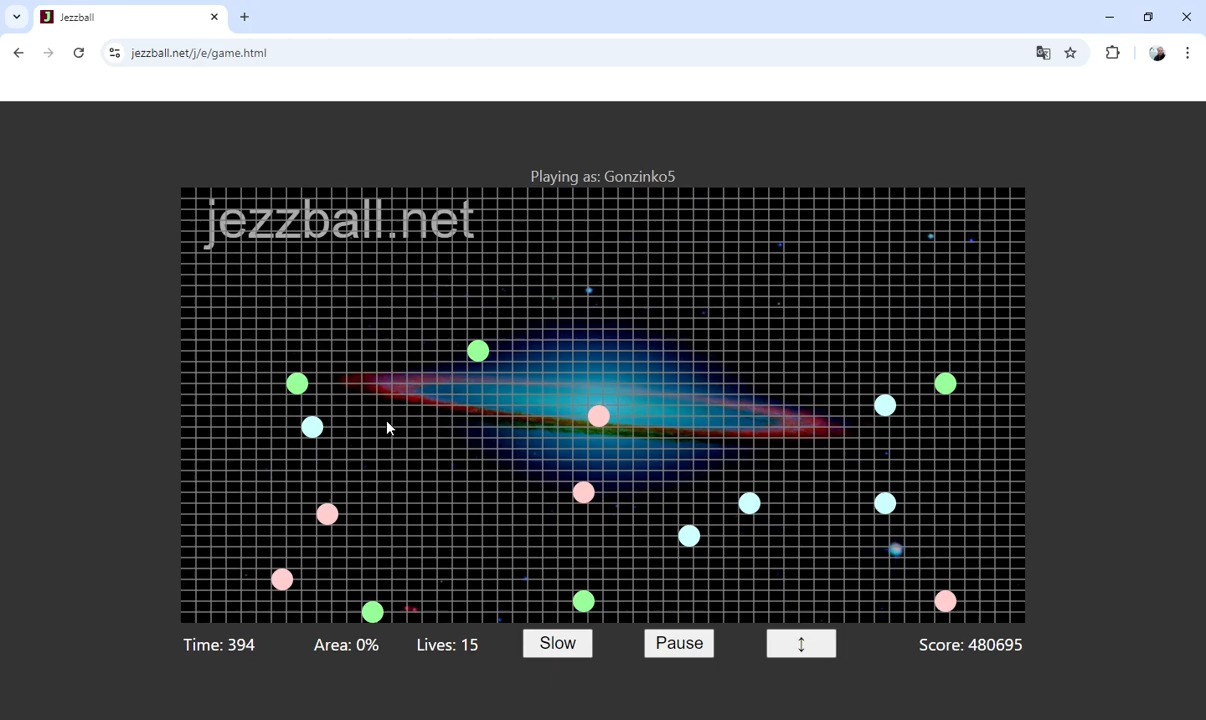 Jezzball
jezzball.net/j/e/game.html
Playing as: Gonzinko5
jezzball.net
Time: 394 Area: 0% Lives: 15 Slow Pause ↕ Score: 480695